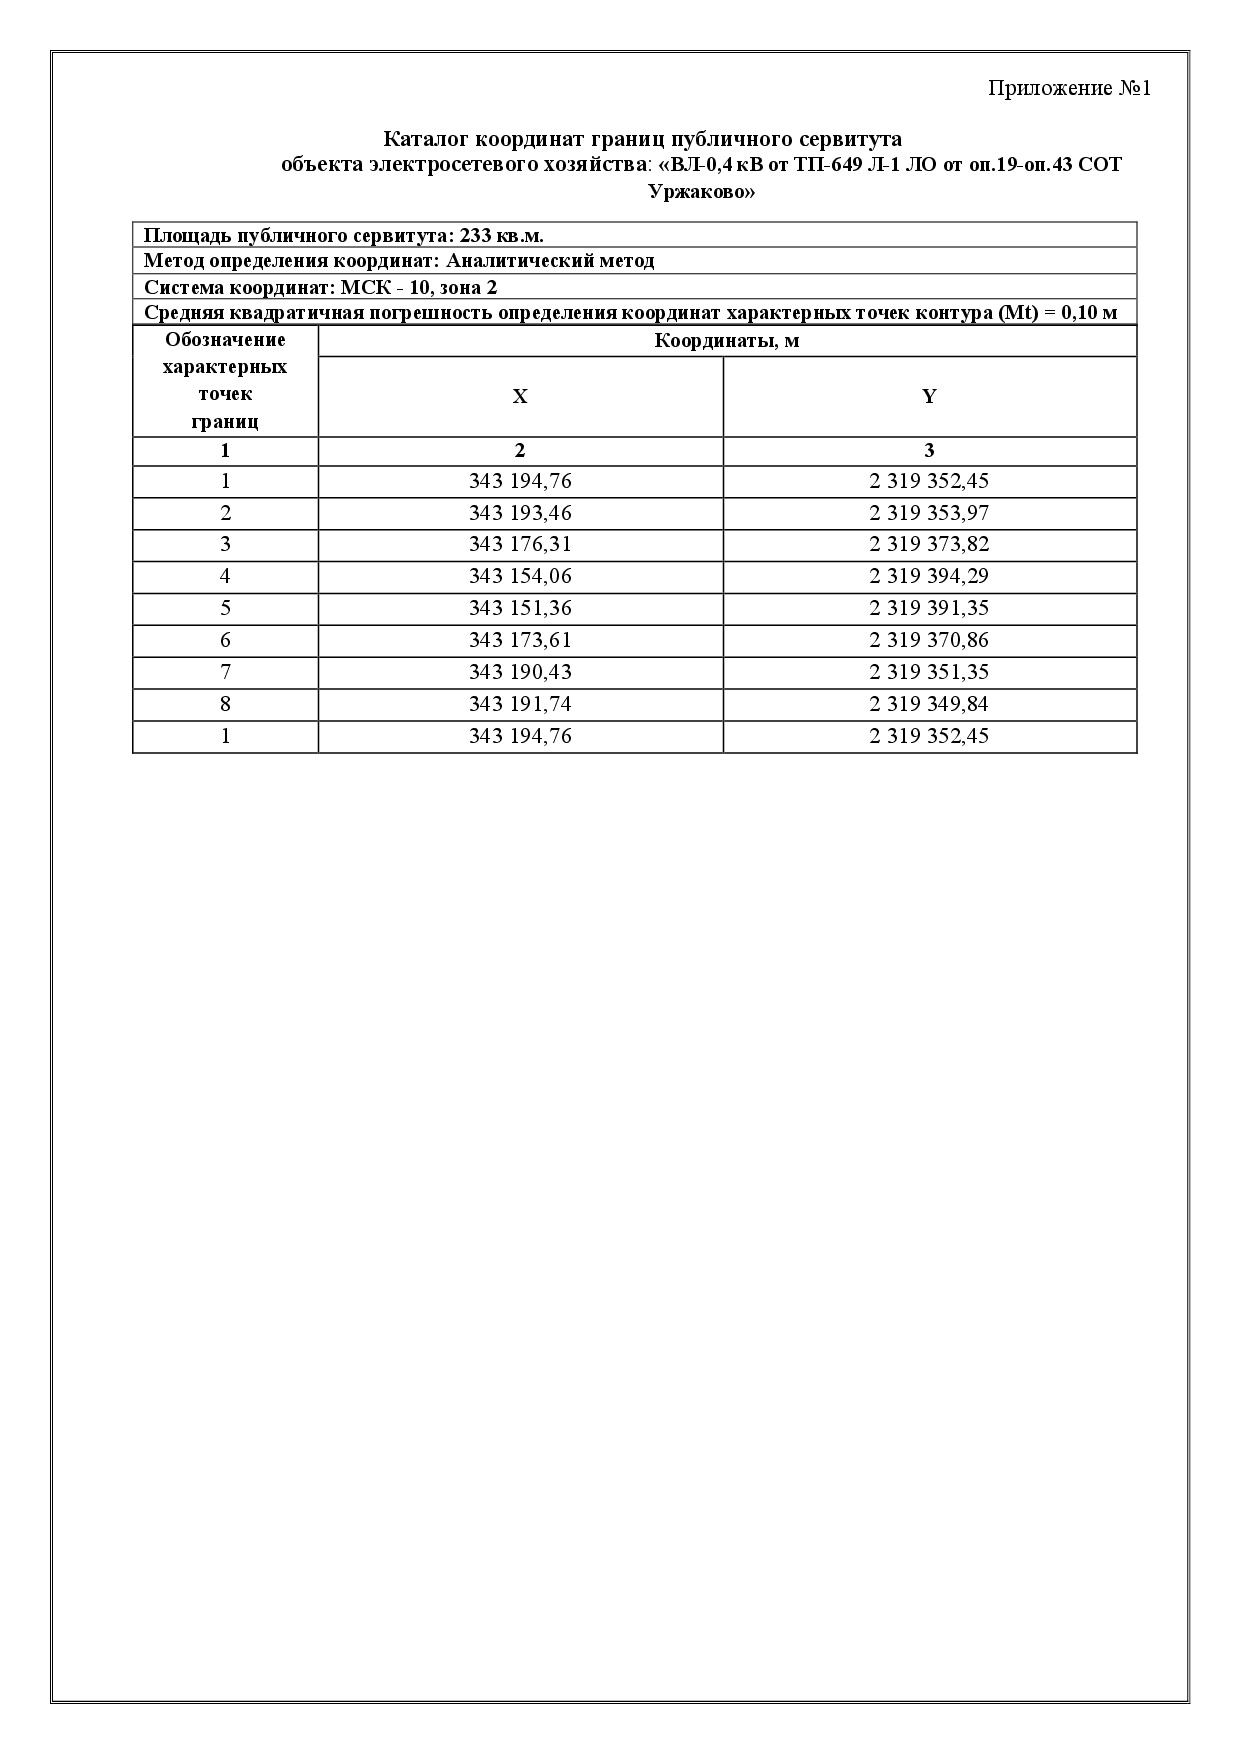 Приложение №1
Каталог координат границ публичного сервитута
объекта электросетевого хозяйства: «ВЛ-0,4 кВ от ТП-649 Л-1 ЛО от оп.19-оп.43 СОТ
Уржаково»
Площадь публичного сервитута: 233 кв.м.
Метод определения координат: Аналитический метод
Система координат: МСК - 10, зона 2
Средняя квадратичная погрешность определения координат характерных точек контура (Mt) = 0,10 м
Обозначение
характерных
точек
границ
Координаты, м
X Y
1 2 3
1 343 194,76 2 319 352,45
2 343 193,46 2 319 353,97
3 343 176,31 2 319 373,82
4 343 154,06 2 319 394,29
5 343 151,36 2 319 391,35
6 343 173,61 2 319 370,86
7 343 190,43 2 319 351,35
8 343 191,74 2 319 349,84
1 343 194,76 2 319 352,45